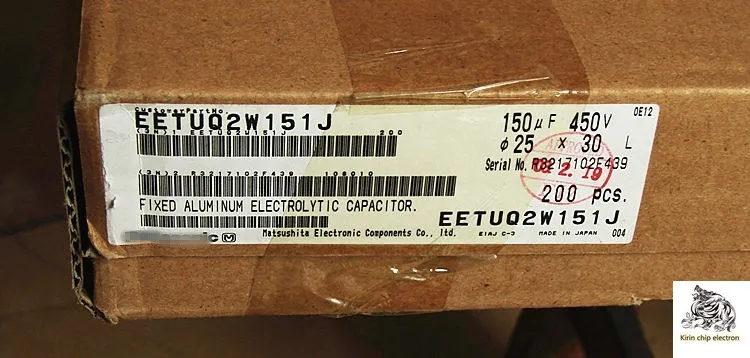 CustomerPartNo.
EETUQ2W151J
150μF 450V
0E12
(3N)1 EETUQ2W151J 200
φ25 x 30 L
Serial No. R3217102F439
02.2.19
(3N)2 R3217102F439 108010
200 pcs.
FIXED ALUMINUM ELECTROLYTIC CAPACITOR.
EETUQ2W151J
Matsushita Electronic Components Co., ltd.
EIAJ C-3 MADE IN JAPAN 004
Kirin chip electron